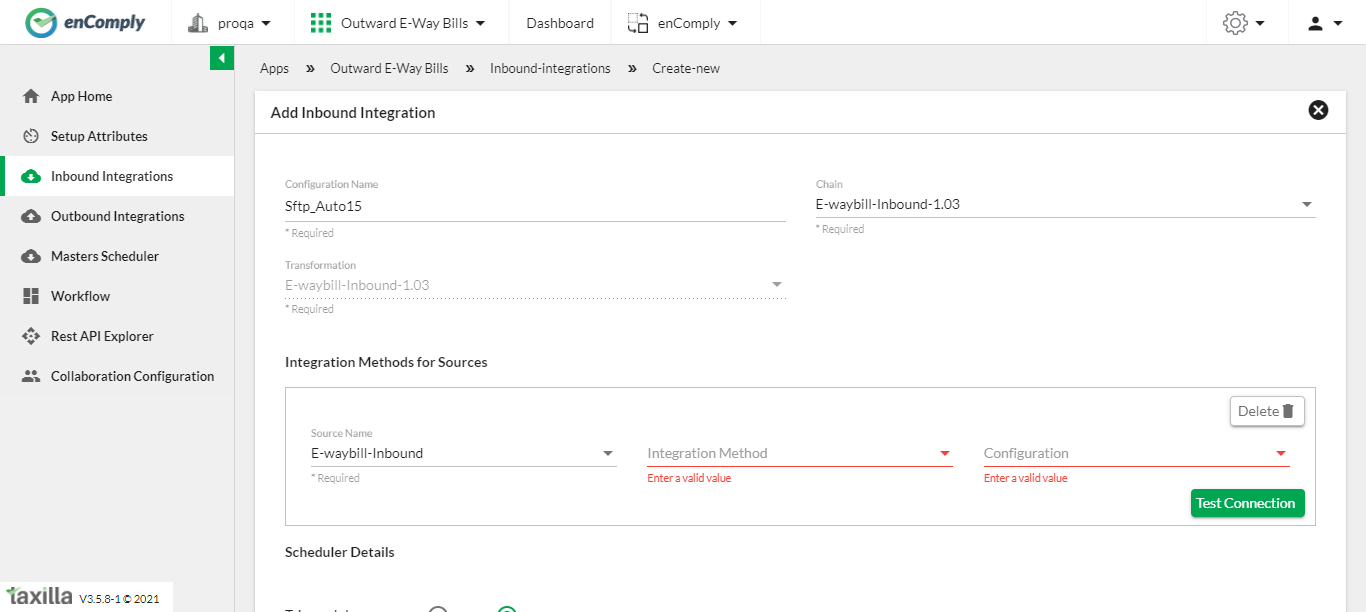 enComply proqa Outward E-Way Bills Dashboard enComply
Apps » Outward E-Way Bills » Inbound-integrations » Create-new
App Home
Setup Attributes
Inbound Integrations
Outbound Integrations
Masters Scheduler
Workflow
Rest API Explorer
Collaboration Configuration
taxilla V3.5.8-1 © 2021
Add Inbound Integration
Configuration Name
Sftp_Auto15
* Required
Chain
E-waybill-Inbound-1.03
* Required
Transformation
E-waybill-Inbound-1.03
* Required
Integration Methods for Sources
Delete
Source Name
E-waybill-Inbound
* Required
Integration Method
Enter a valid value
Configuration
Enter a valid value
Test Connection
Scheduler Details